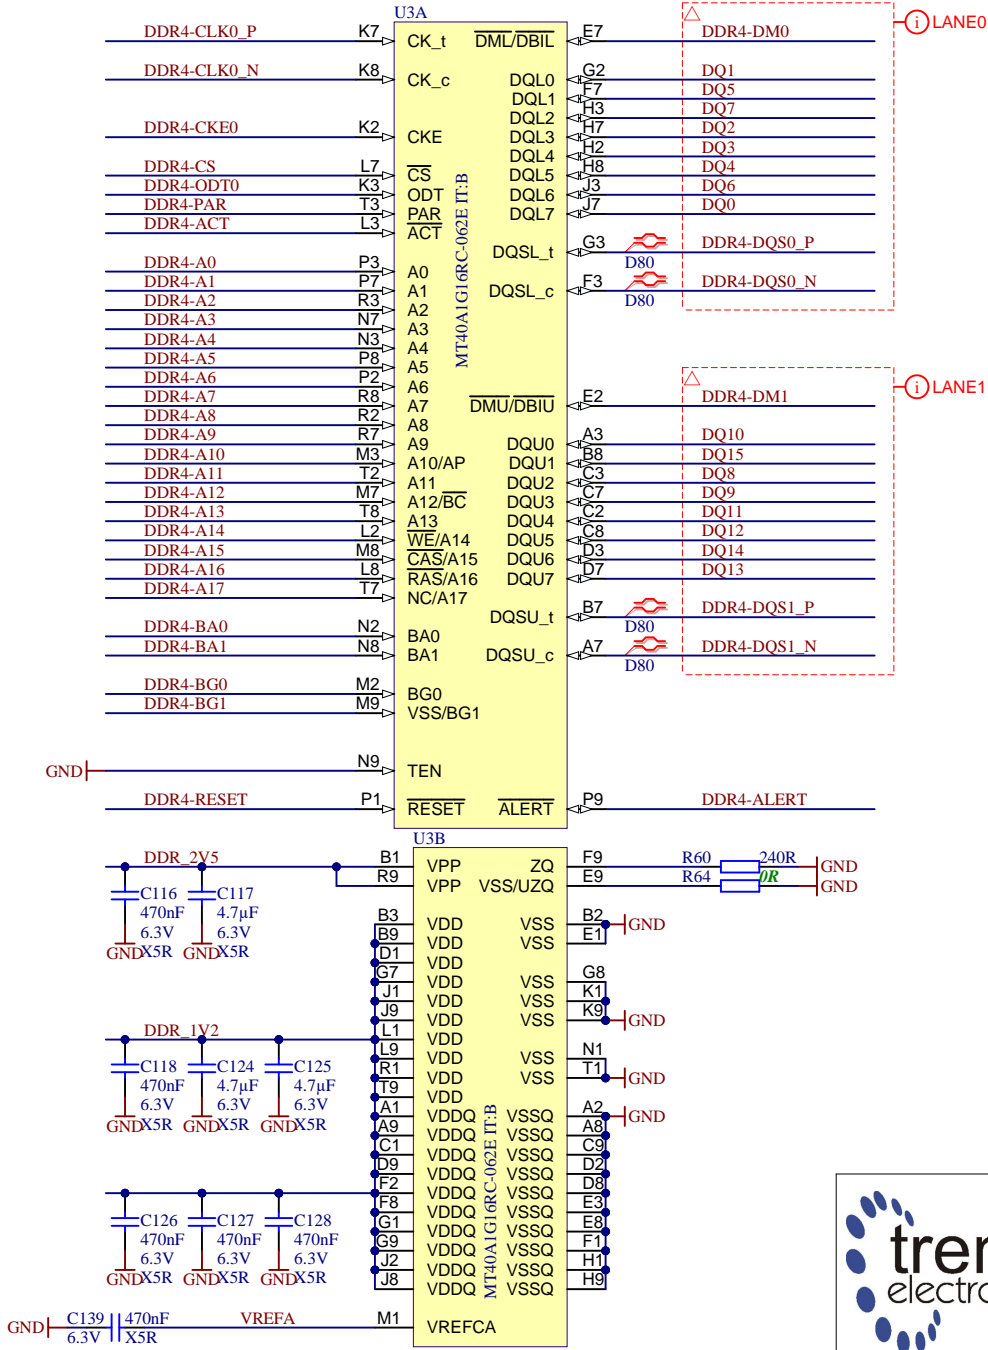 U3A
DDR4-CLK0_P K7 CK_t DML/DBIL E7 DDR4-DM0
LANE0
DDR4-CLK0_N K8 CK_c DQL0 G2 DQ1
DQL1 F7 DQ5
DQL2 H3 DQ7
DDR4-CKE0 K2 CKE DQL3 H7 DQ2
DQL4 H2 DQ3
DDR4-CS L7 CS DQL5 H8 DQ4
DDR4-ODT0 K3 ODT DQL6 J3 DQ6
DDR4-PAR T3 PAR DQL7 J7 DQ0
DDR4-ACT L3 ACT
DQSL_t G3 DDR4-DQS0_P
D80
DDR4-A0 P3 A0
DDR4-A1 P7 A1 DQSL_c F3 DDR4-DQS0_N
D80
DDR4-A2 R3 A2
DDR4-A3 N7 A3
DDR4-A4 N3 A4
DDR4-A5 P8 A5
DDR4-A6 P2 A6
LANE1
DDR4-A7 R8 A7 DMU/DBIU E2 DDR4-DM1
DDR4-A8 R2 A8
DDR4-A9 R7 A9 DQU0 A3 DQ10
DDR4-A10 M3 A10/AP DQU1 B8 DQ15
DDR4-A11 T2 A11 DQU2 C3 DQ8
DDR4-A12 M7 A12/BC DQU3 C7 DQ9
DDR4-A13 T8 A13 DQU4 C2 DQ11
DDR4-A14 L2 WE/A14 DQU5 C8 DQ12
DDR4-A15 M8 CAS/A15 DQU6 D3 DQ14
DDR4-A16 L8 RAS/A16 DQU7 D7 DQ13
DDR4-A17 T7 NC/A17
DQSU_t B7 DDR4-DQS1_P
D80
DDR4-BA0 N2 BA0
DDR4-BA1 N8 BA1 DQSU_c A7 DDR4-DQS1_N
D80
DDR4-BG0 M2 BG0
DDR4-BG1 M9 VSS/BG1
GND N9 TEN
DDR4-RESET P1 RESET ALERT P9 DDR4-ALERT
MT40A1G16RC-062E IT:B
U3B
DDR_2V5 B1 VPP ZQ F9 R60 240R GND
R9 VPP VSS/UZQ E9 R64 0R GND
C116 C117
470nF 4.7µF
6.3V 6.3V
GND X5R GND X5R
B3 VDD VSS B2 GND
B9 VDD VSS E1
D1 VDD
G7 VDD VSS G8
J1 VDD VSS K1
J9 VDD VSS K9 GND
DDR_1V2 L1 VDD
L9 VDD VSS N1
R1 VDD VSS T1 GND
T9 VDD
C118 C124 C125
470nF 4.7µF 4.7µF
6.3V 6.3V 6.3V
GND X5R GND X5R GND X5R
A1 VDDQ VSSQ A2 GND
A9 VDDQ VSSQ A8
C1 VDDQ VSSQ C9
D9 VDDQ VSSQ D2
F2 VDDQ VSSQ D8
F8 VDDQ VSSQ E3
G1 VDDQ VSSQ E8
G9 VDDQ VSSQ F1
J2 VDDQ VSSQ H1
J8 VDDQ VSSQ H9
C126 C127 C128
470nF 470nF 470nF
6.3V 6.3V 6.3V
GND X5R GND X5R GND X5R
MT40A1G16RC-062E IT:B
GND C139 470nF VREFA M1 VREFCA
6.3V X5R
tren
electro